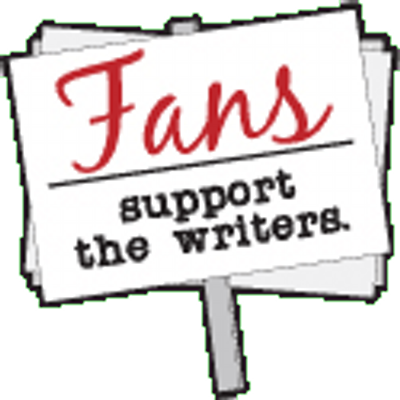 Fans
support
the writers.